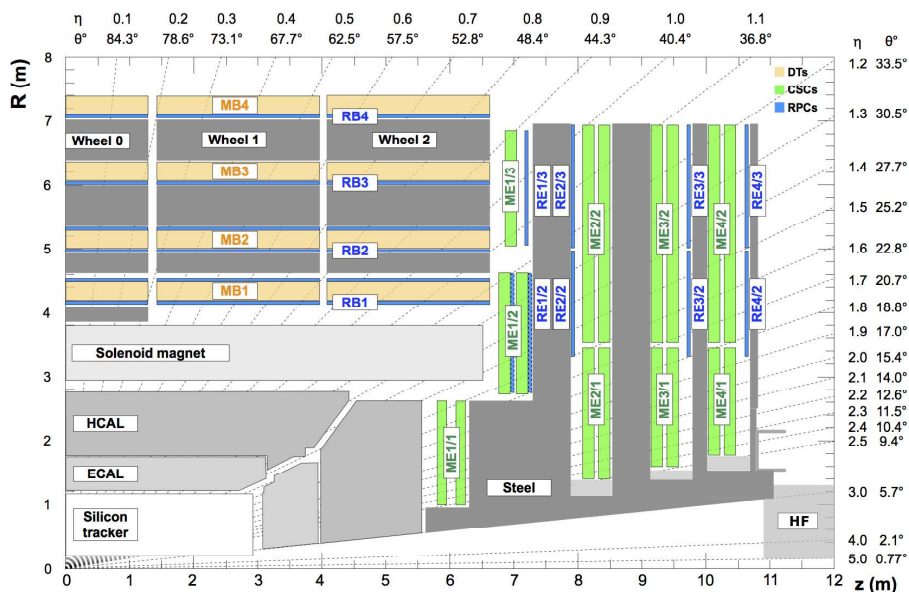 η 0.1 0.2 0.3 0.4 0.5 0.6 0.7 0.8 0.9 1.0 1.1
θ° 84.3° 78.6° 73.1° 67.7° 62.5° 57.5° 52.8° 48.4° 44.3° 40.4° 36.8° η θ°
R (m)
8
7
6
5
4
3
2
1
0
1.2 33.5°
1.3 30.5°
1.4 27.7°
1.5 25.2°
1.6 22.8°
1.7 20.7°
1.8 18.8°
1.9 17.0°
2.0 15.4°
2.1 14.0°
2.2 12.6°
2.3 11.5°
2.4 10.4°
2.5 9.4°
3.0 5.7°
4.0 2.1°
5.0 0.77°
DTs
CSCs
RPCs
MB4
RB4
Wheel 0
Wheel 1
Wheel 2
MB3
RB3
MB2
RB2
MB1
RB1
ME1/3
RE1/3
RE2/3
ME2/2
ME3/2
RE3/3
ME4/2
RE4/3
ME1/2
RE1/2
RE2/2
RE3/2
RE4/2
Solenoid magnet
HCAL
ECAL
Silicon
tracker
ME1/1
ME2/1
ME3/1
ME4/1
Steel
HF
0 1 2 3 4 5 6 7 8 9 10 11 12
z (m)